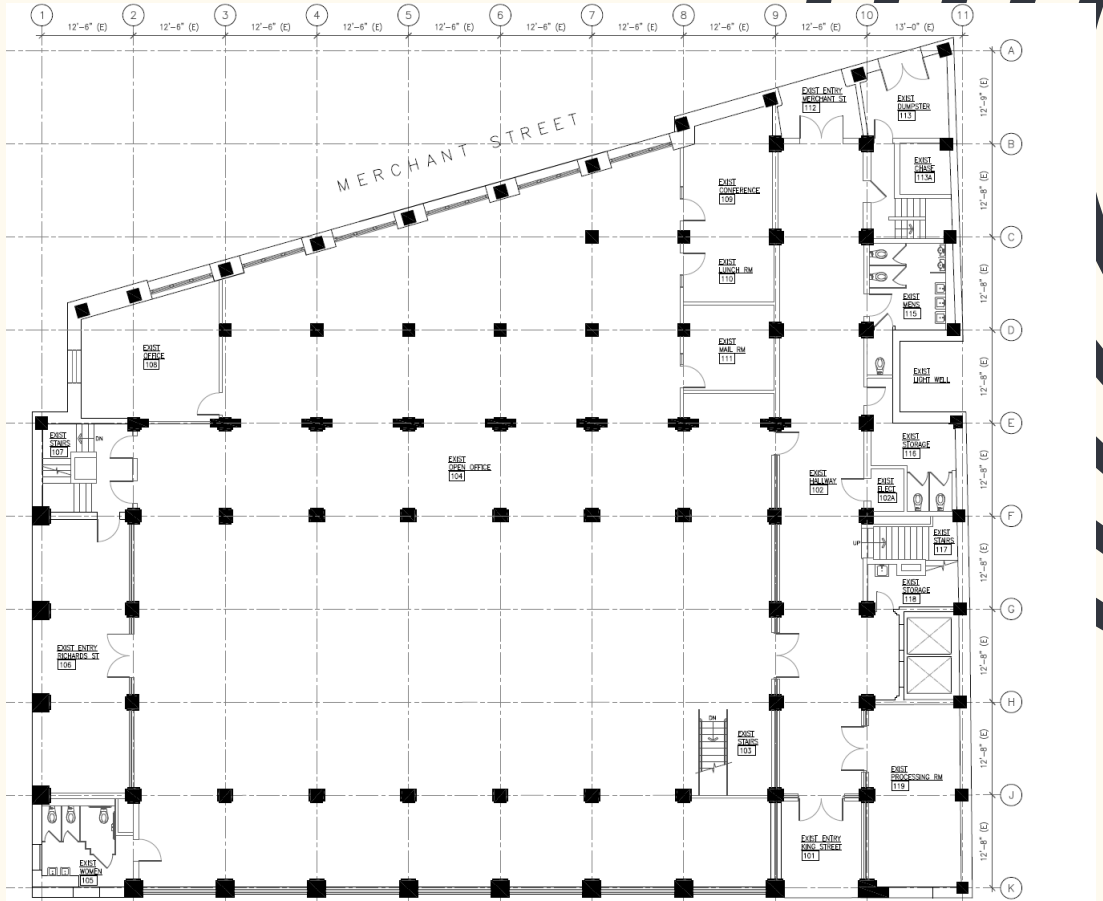 1 2 3 4 5 6 7 8 9 10 11
12'-6" (E) 12'-6" (E) 12'-6" (E) 12'-6" (E) 12'-6" (E) 12'-6" (E) 12'-6" (E) 12'-6" (E) 12'-6" (E) 13'-0" (E)
A
12'-9" (E)
B
12'-8" (E)
C
12'-8" (E)
D
12'-8" (E)
E
12'-8" (E)
F
12'-8" (E)
G
12'-8" (E)
H
12'-8" (E)
J
12'-8" (E)
K
MERCHANT STREET
EXIST ENTRY
MERCHANT ST
112
EXIST
DUMPSTER
113
EXIST
CHASE
113A
EXIST
CONFERENCE
109
EXIST
LUNCH RM
110
EXIST
MENS
115
EXIST
OFFICE
108
EXIST
MAIL RM
111
EXIST
LIGHT WELL
EXIST
STAIRS
107
DN
EXIST
OPEN OFFICE
104
EXIST
HALLWAY
102
EXIST
STORAGE
116
EXIST
ELECT
102A
UP
EXIST
STAIRS
117
EXIST
STORAGE
118
EXIST ENTRY
RICHARDS ST
106
DN
EXIST
STAIRS
103
EXIST
PROCESSING RM
119
EXIST ENTRY
KING STREET
101
EXIST
WOMEN
105